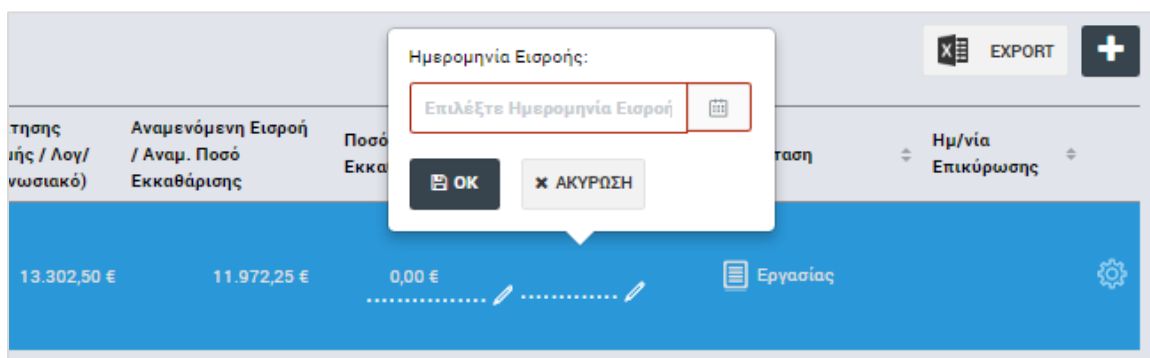 Ημερομηνία Εισροής:
EXPORT
Επιλέξτε Ημερομηνία Εισροή
τησης
Αναμενόμενη Εισροή
/ Αναμ. Ποσό
Εκκαθάρισης
Ποσό
Εκκα
ταση
Ημ/νία
Επικύρωσης
μής / Λογ/
νωσιακό)
OK
ΑΚΥΡΩΣΗ
13.302,50 €
11.972,25 €
0,00 €
Εργασίας